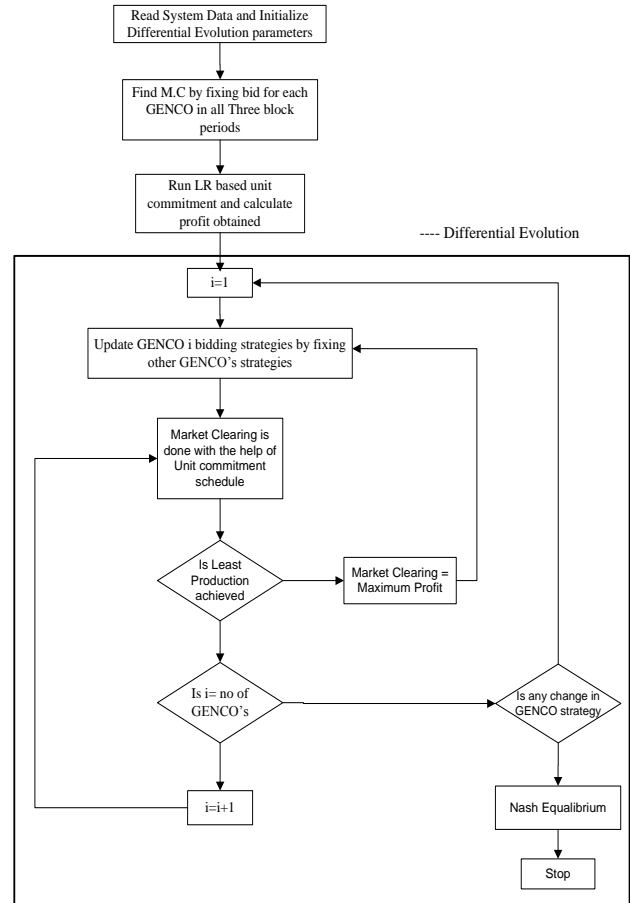 Read System Data and Initialize
Differential Evolution parameters
Find M.C by fixing bid for each
GENCO in all Three block
periods
Run LR based unit
commitment and calculate
profit obtained
---- Differential Evolution
i=1
Update GENCO i bidding strategies by fixing
other GENCO's strategies
Market Clearing is
done with the help of
Unit commitment
schedule
Is Least
Production
achieved
Market Clearing =
Maximum Profit
Is i= no of
GENCO's
Is any change in
GENCO strategy
i=i+1
Nash Equalibrium
Stop